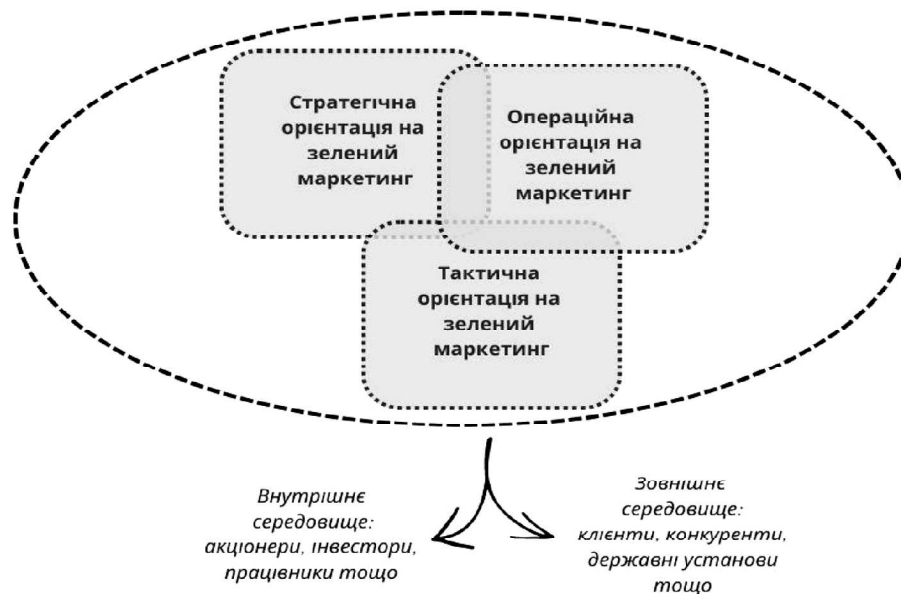 Стратегічна
орієнтація на
зелений
маркетинг
Операційна
орієнтація на
зелений
маркетинг
Тактична
орієнтація на
зелений
маркетинг
Внутрішнє
середовище:
акціонери, інвестори,
працівники тощо
Зовнішнє
середовище:
клієнти, конкуренти,
державні установи
тощо